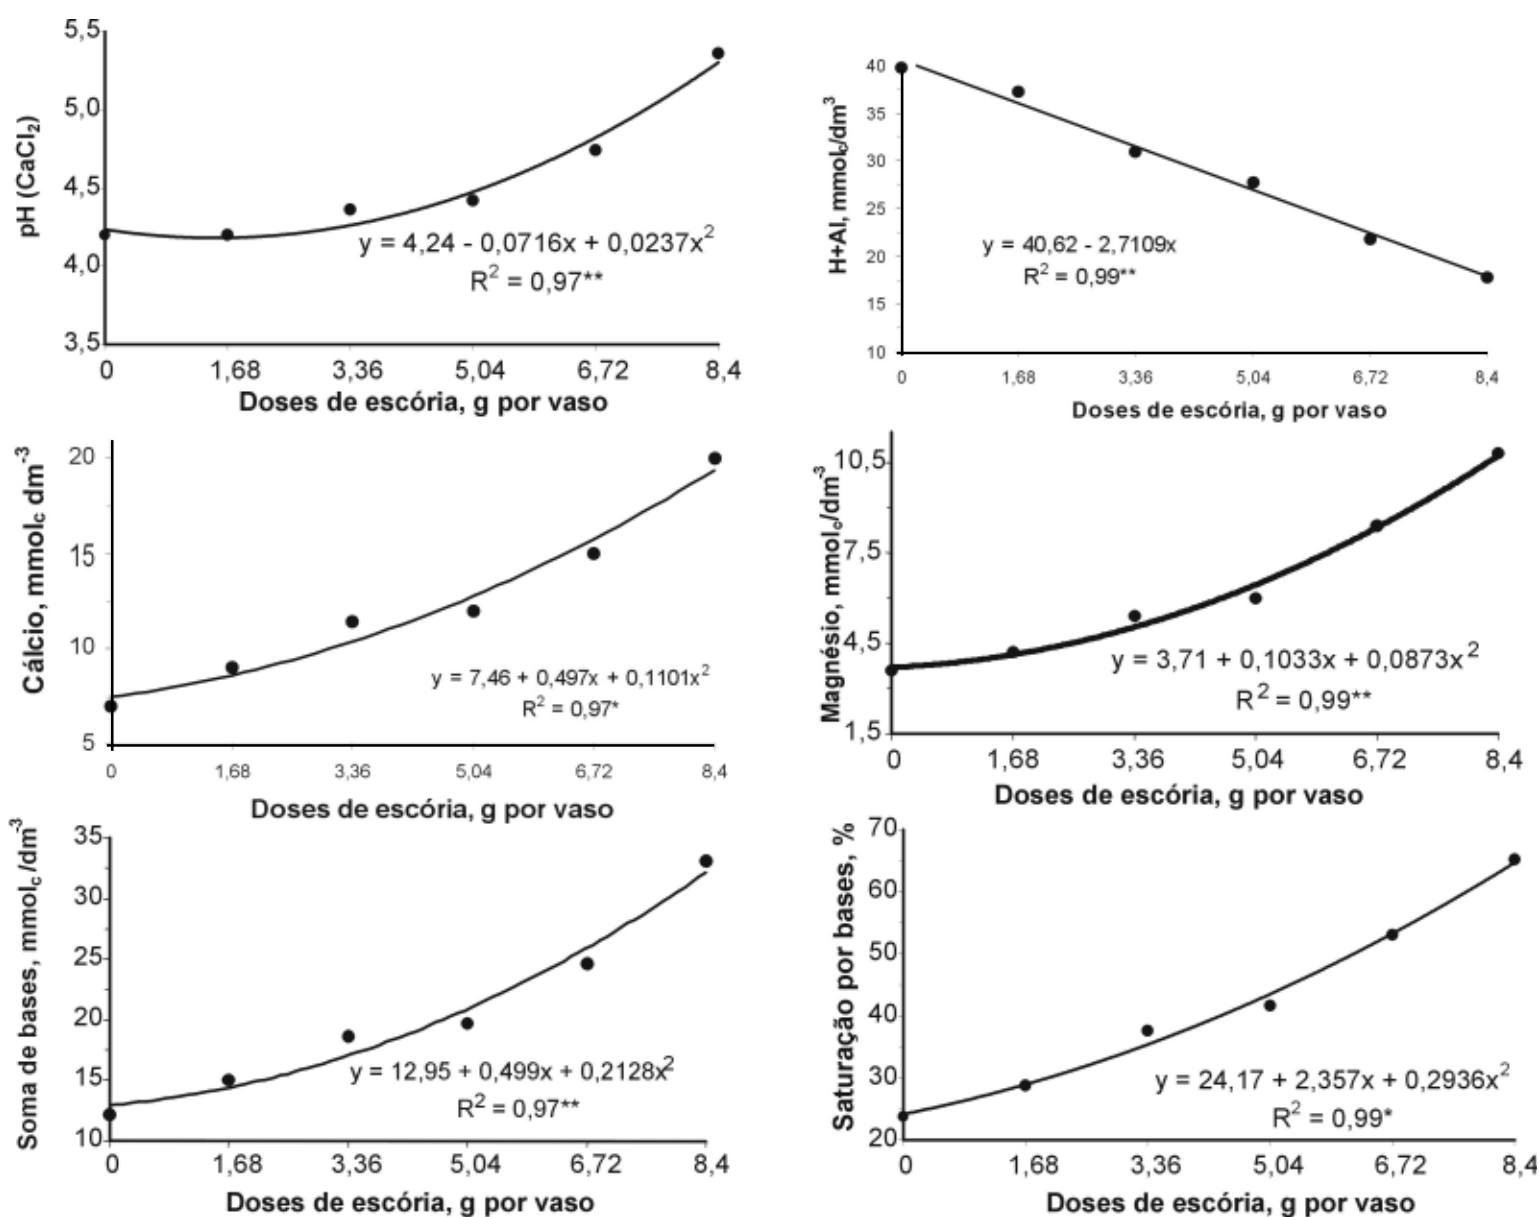 5,5
5,0
4,5
4,0
3,5
pH (CaCl₂)
y = 4,24 - 0,0716x + 0,0237x²
R² = 0,97**
0 1,68 3,36 5,04 6,72 8,4
Doses de escória, g por vaso
40
35
30
25
20
15
10
H+Al, mmol꜀/dm³
y = 40,62 - 2,7109x
R² = 0,99**
0 1,68 3,36 5,04 6,72 8,4
Doses de escória, g por vaso
20
15
10
5
Cálcio, mmol꜀ dm⁻³
y = 7,46 + 0,497x + 0,1101x²
R² = 0,97*
0 1,68 3,36 5,04 6,72 8,4
Doses de escória, g por vaso
10,5
7,5
4,5
1,5
Magnésio, mmol꜀/dm⁻³
y = 3,71 + 0,1033x + 0,0873x²
R² = 0,99**
0 1,68 3,36 5,04 6,72 8,4
Doses de escória, g por vaso
35
30
25
20
15
10
Soma de bases, mmol꜀/dm⁻³
y = 12,95 + 0,499x + 0,2128x²
R² = 0,97**
0 1,68 3,36 5,04 6,72 8,4
Doses de escória, g por vaso
70
60
50
40
30
20
Saturação por bases, %
y = 24,17 + 2,357x + 0,2936x²
R² = 0,99*
0 1,68 3,36 5,04 6,72 8,4
Doses de escória, g por vaso